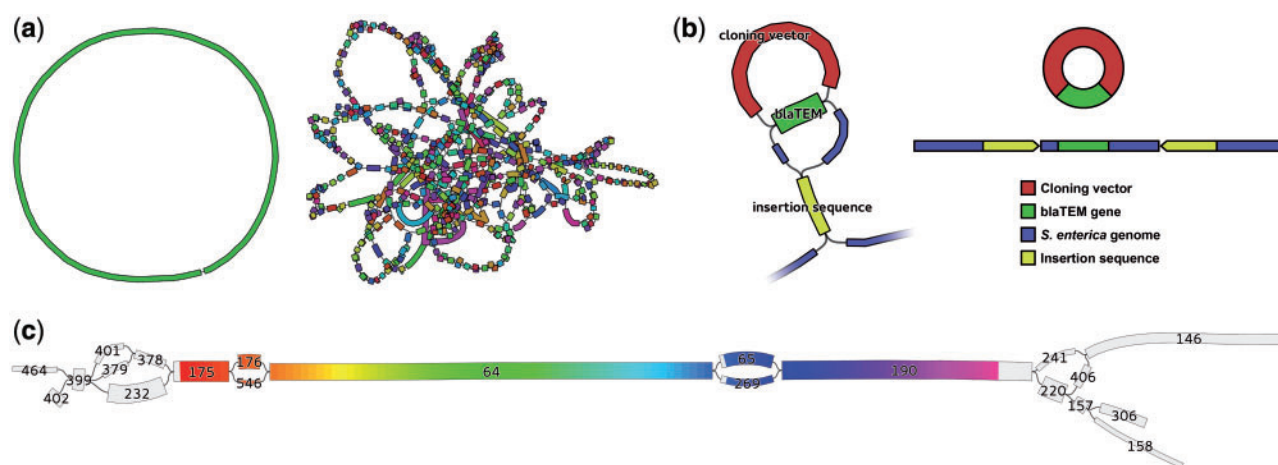 (a)
(b)
cloning vector
blaTEM
insertion sequence
Cloning vector
blaTEM gene
S. enterica genome
Insertion sequence
(c)
464
402
399
401
379
378
232
175
176
546
64
65
269
190
241
220
406
157
146
306
158